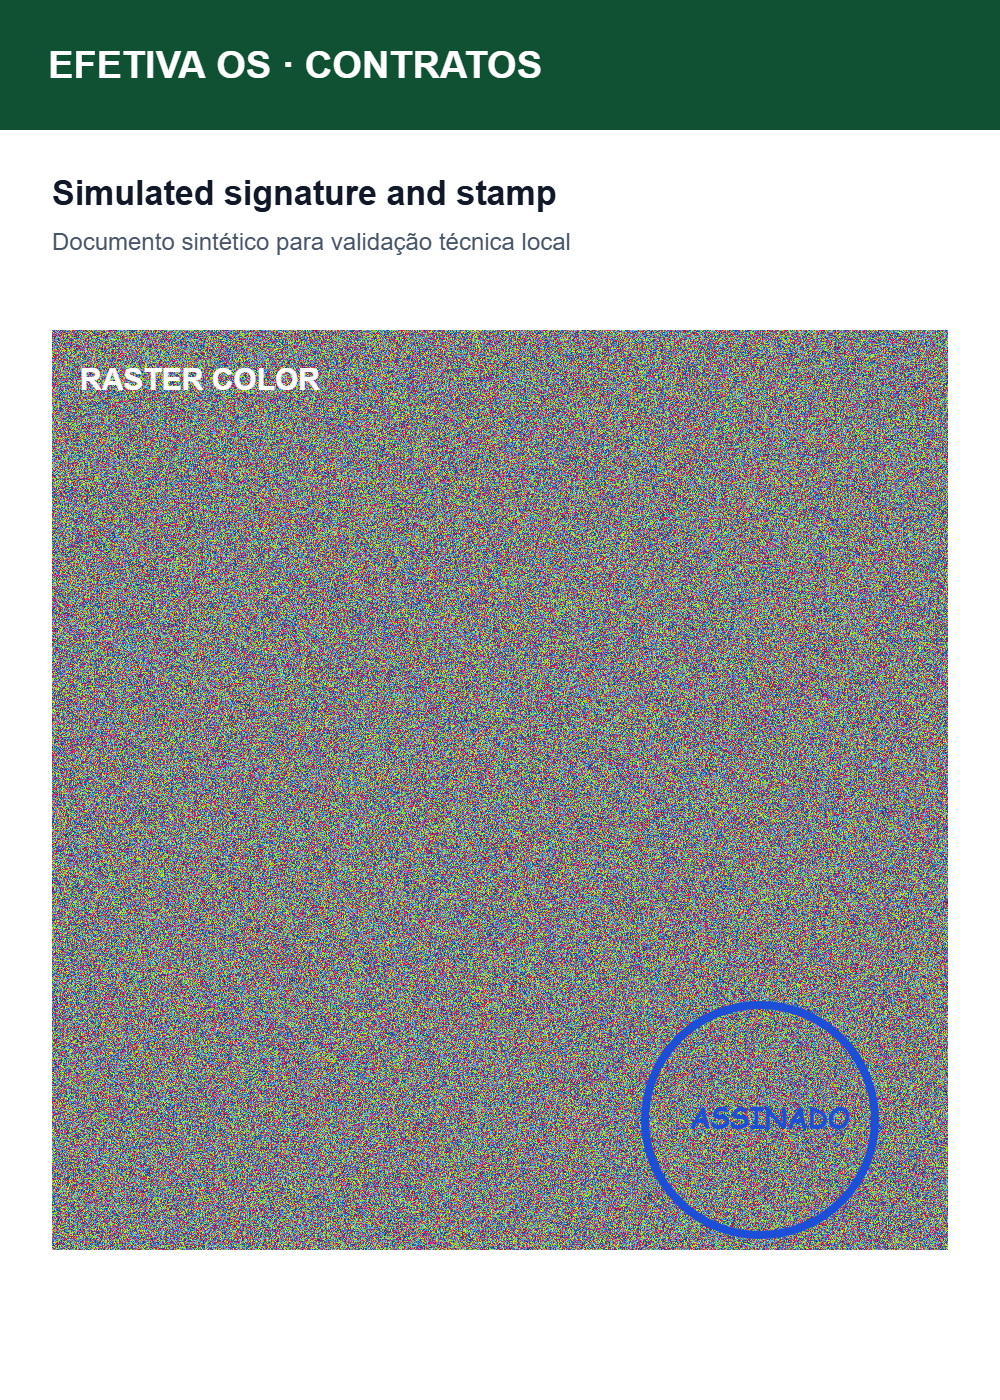 EFETIVA OS · CONTRATOS
Simulated signature and stamp
Documento sintético para validação técnica local
RASTER COLOR
ASSINADO